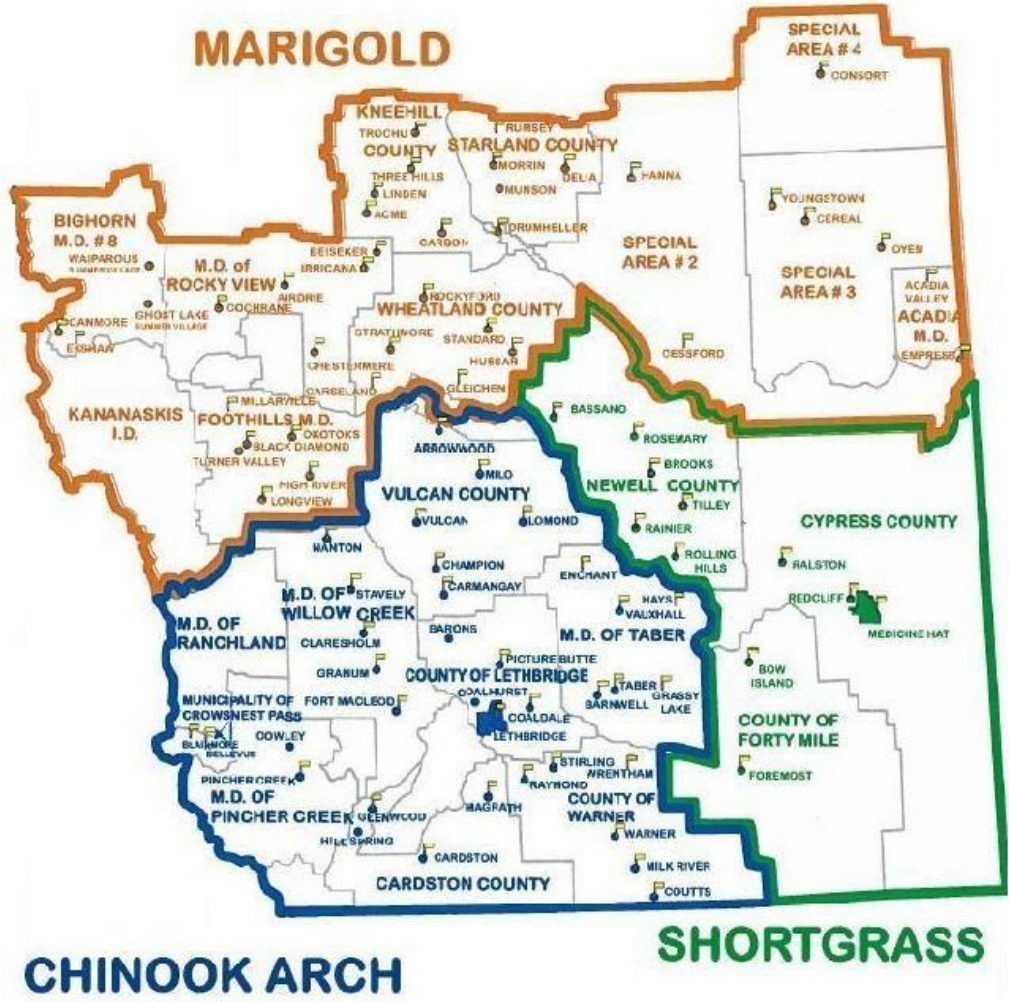 MARIGOLD
SPECIAL
AREA # 4
CONSORT
KNEEHILL
TROCHU
COUNTY
THREE HILLS
LINDEN
ACME
RUMSEY
STARLAND COUNTY
MORRIN
DELIA
MUNSON
HANNA
DRUMHELLER
CARBON
YOUNGSTOWN
CEREAL
OYEN
SPECIAL
AREA # 2
SPECIAL
AREA # 3
ACADIA
VALLEY
ACADIA
M.D.
EMPRESS
BIGHORN
M.D. # 8
WAIPAROUS
SUMMER VILLAGE
M.D. of
ROCKY VIEW
BEISEKER
IRRICANA
AIRDRIE
COCHRANE
GHOST LAKE
SUMMER VILLAGE
CANMORE
EXSHAW
ROCKYFORD
WHEATLAND COUNTY
STRATHMORE
STANDARD
HUSSAR
CHESTERMERE
CARSELAND
GLEICHEN
CESSFORD
KANANASKIS
I.D.
MILLARVILLE
FOOTHILLS M.D.
OKOTOKS
BLACK DIAMOND
TURNER VALLEY
HIGH RIVER
LONGVIEW
BASSANO
ROSEMARY
BROOKS
NEWELL COUNTY
TILLEY
RAINIER
ROLLING
HILLS
CYPRESS COUNTY
RALSTON
REDCLIFF
MEDICINE HAT
BOW
ISLAND
COUNTY OF
FORTY MILE
FOREMOST
ARROWWOOD
MILO
VULCAN COUNTY
VULCAN
LOMOND
NANTON
CHAMPION
CARMANGAY
ENCHANT
HAYS
VAUXHALL
M.D. OF
WILLOW CREEK
STAVELY
M.D. OF
RANCHLAND
CLARESHOLM
BARONS
M.D. OF TABER
GRANUM
PICTURE BUTTE
COUNTY OF LETHBRIDGE
COALHURST
TABER
BARNWELL
GRASSY
LAKE
MUNICIPALITY OF
CROWSNEST PASS
FORT MACLEOD
COALDALE
LETHBRIDGE
BLAIRMORE
BELLEVUE
COWLEY
PINCHER CREEK
M.D. OF
PINCHER CREEK
GLENWOOD
HILL SPRING
STIRLING
WRENTHAM
RAYMOND
MAGRATH
COUNTY OF
WARNER
WARNER
CARDSTON
MILK RIVER
CARDSTON COUNTY
COUTTS
SHORTGRASS
CHINOOK ARCH